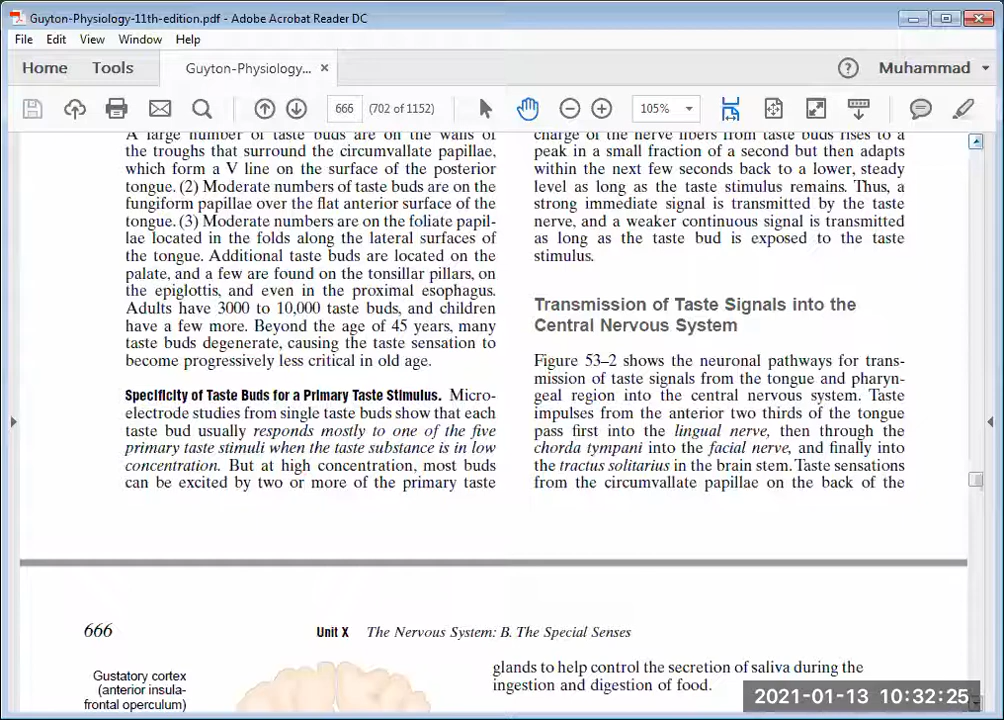 Guyton-Physiology-11th-edition.pdf - Adobe Acrobat Reader DC
File Edit View Window Help
Home Tools Guyton-Physiology... × Muhammad
666 (702 of 1152) 105%
A large number of taste buds are on the walls of
the troughs that surround the circumvallate papillae,
which form a V line on the surface of the posterior
tongue. (2) Moderate numbers of taste buds are on the
fungiform papillae over the flat anterior surface of the
tongue. (3) Moderate numbers are on the foliate papil-
lae located in the folds along the lateral surfaces of
the tongue. Additional taste buds are located on the
palate, and a few are found on the tonsillar pillars, on
the epiglottis, and even in the proximal esophagus.
Adults have 3000 to 10,000 taste buds, and children
have a few more. Beyond the age of 45 years, many
taste buds degenerate, causing the taste sensation to
become progressively less critical in old age.
Specificity of Taste Buds for a Primary Taste Stimulus. Micro-
electrode studies from single taste buds show that each
taste bud usually responds mostly to one of the five
primary taste stimuli when the taste substance is in low
concentration. But at high concentration, most buds
can be excited by two or more of the primary taste
charge of the nerve fibers from taste buds rises to a
peak in a small fraction of a second but then adapts
within the next few seconds back to a lower, steady
level as long as the taste stimulus remains. Thus, a
strong immediate signal is transmitted by the taste
nerve, and a weaker continuous signal is transmitted
as long as the taste bud is exposed to the taste
stimulus.
Transmission of Taste Signals into the
Central Nervous System
Figure 53–2 shows the neuronal pathways for trans-
mission of taste signals from the tongue and pharyn-
geal region into the central nervous system. Taste
impulses from the anterior two thirds of the tongue
pass first into the lingual nerve, then through the
chorda tympani into the facial nerve, and finally into
the tractus solitarius in the brain stem. Taste sensations
from the circumvallate papillae on the back of the
666 Unit X The Nervous System: B. The Special Senses
Gustatory cortex
(anterior insula-
frontal operculum)
glands to help control the secretion of saliva during the
ingestion and digestion of food.
2021-01-13 10:32:25